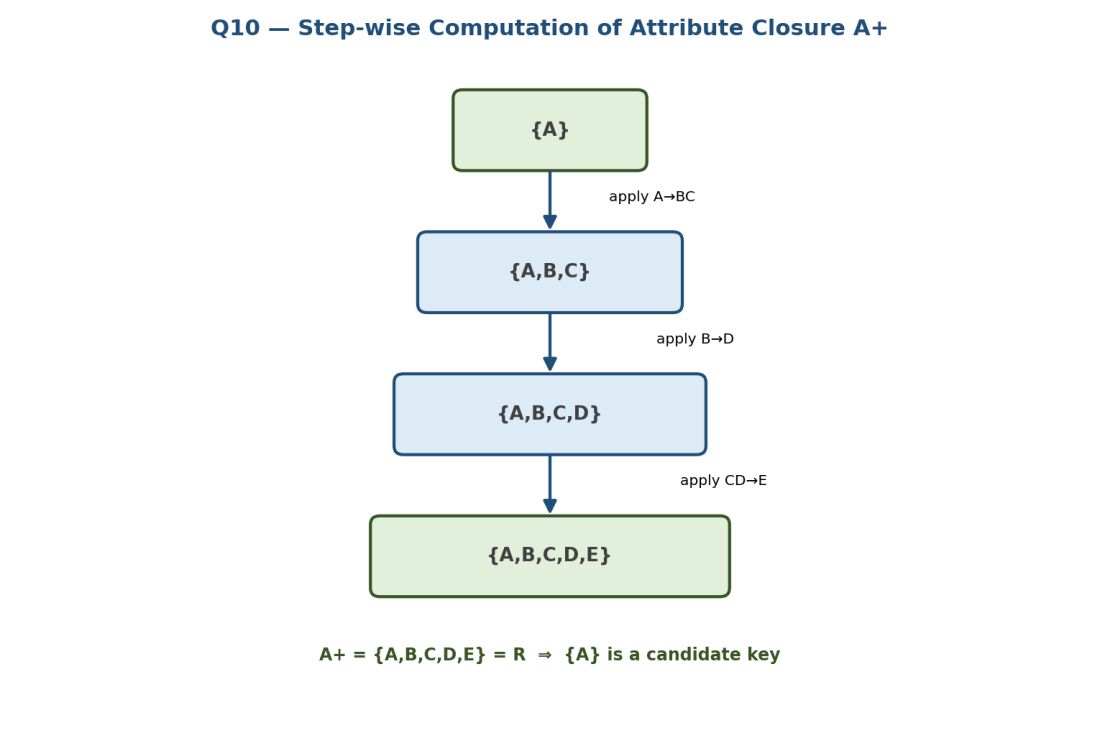 Q10 — Step-wise Computation of Attribute Closure A+
{A}
apply A→BC
{A,B,C}
apply B→D
{A,B,C,D}
apply CD→E
{A,B,C,D,E}
A+ = {A,B,C,D,E} = R ⇒ {A} is a candidate key